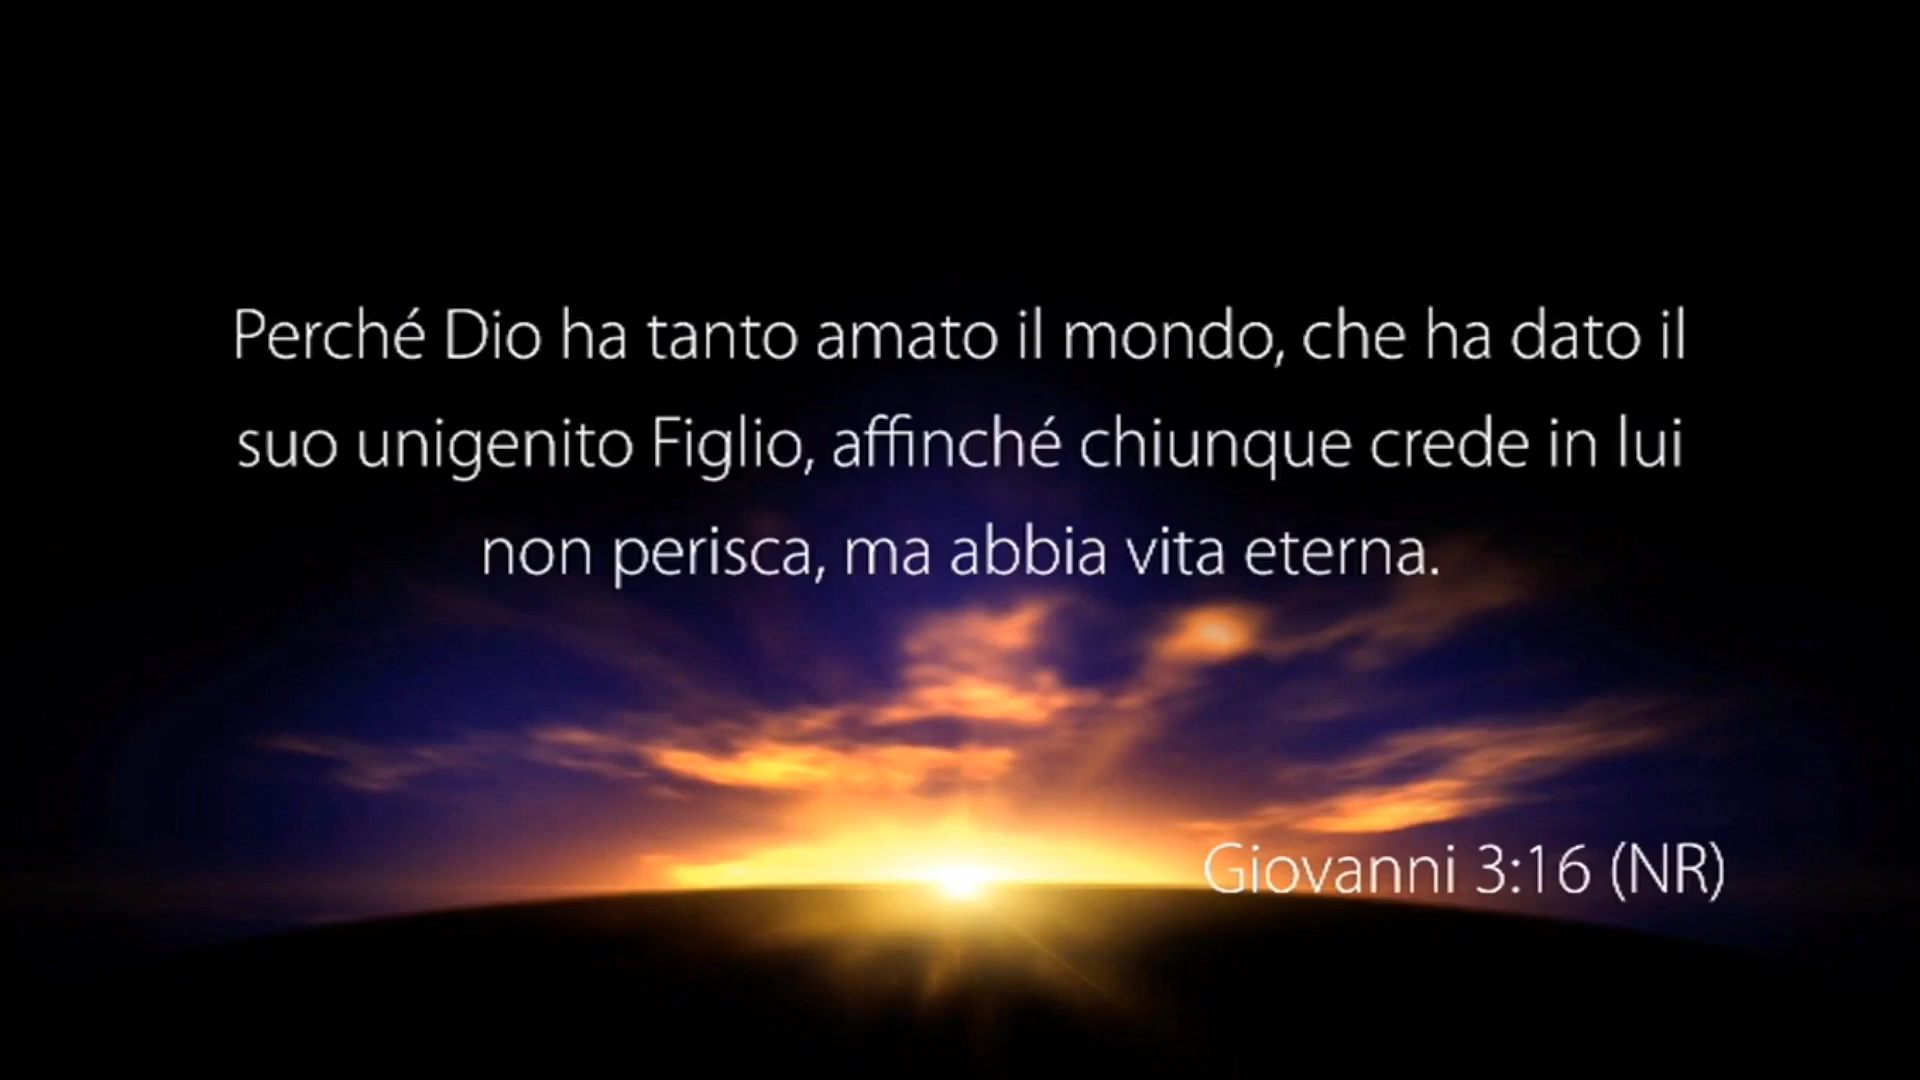 Perché Dio ha tanto amato il mondo, che ha dato il
suo unigenito Figlio, affinché chiunque crede in lui
non perisca, ma abbia vita eterna.
Giovanni 3:16 (NR)